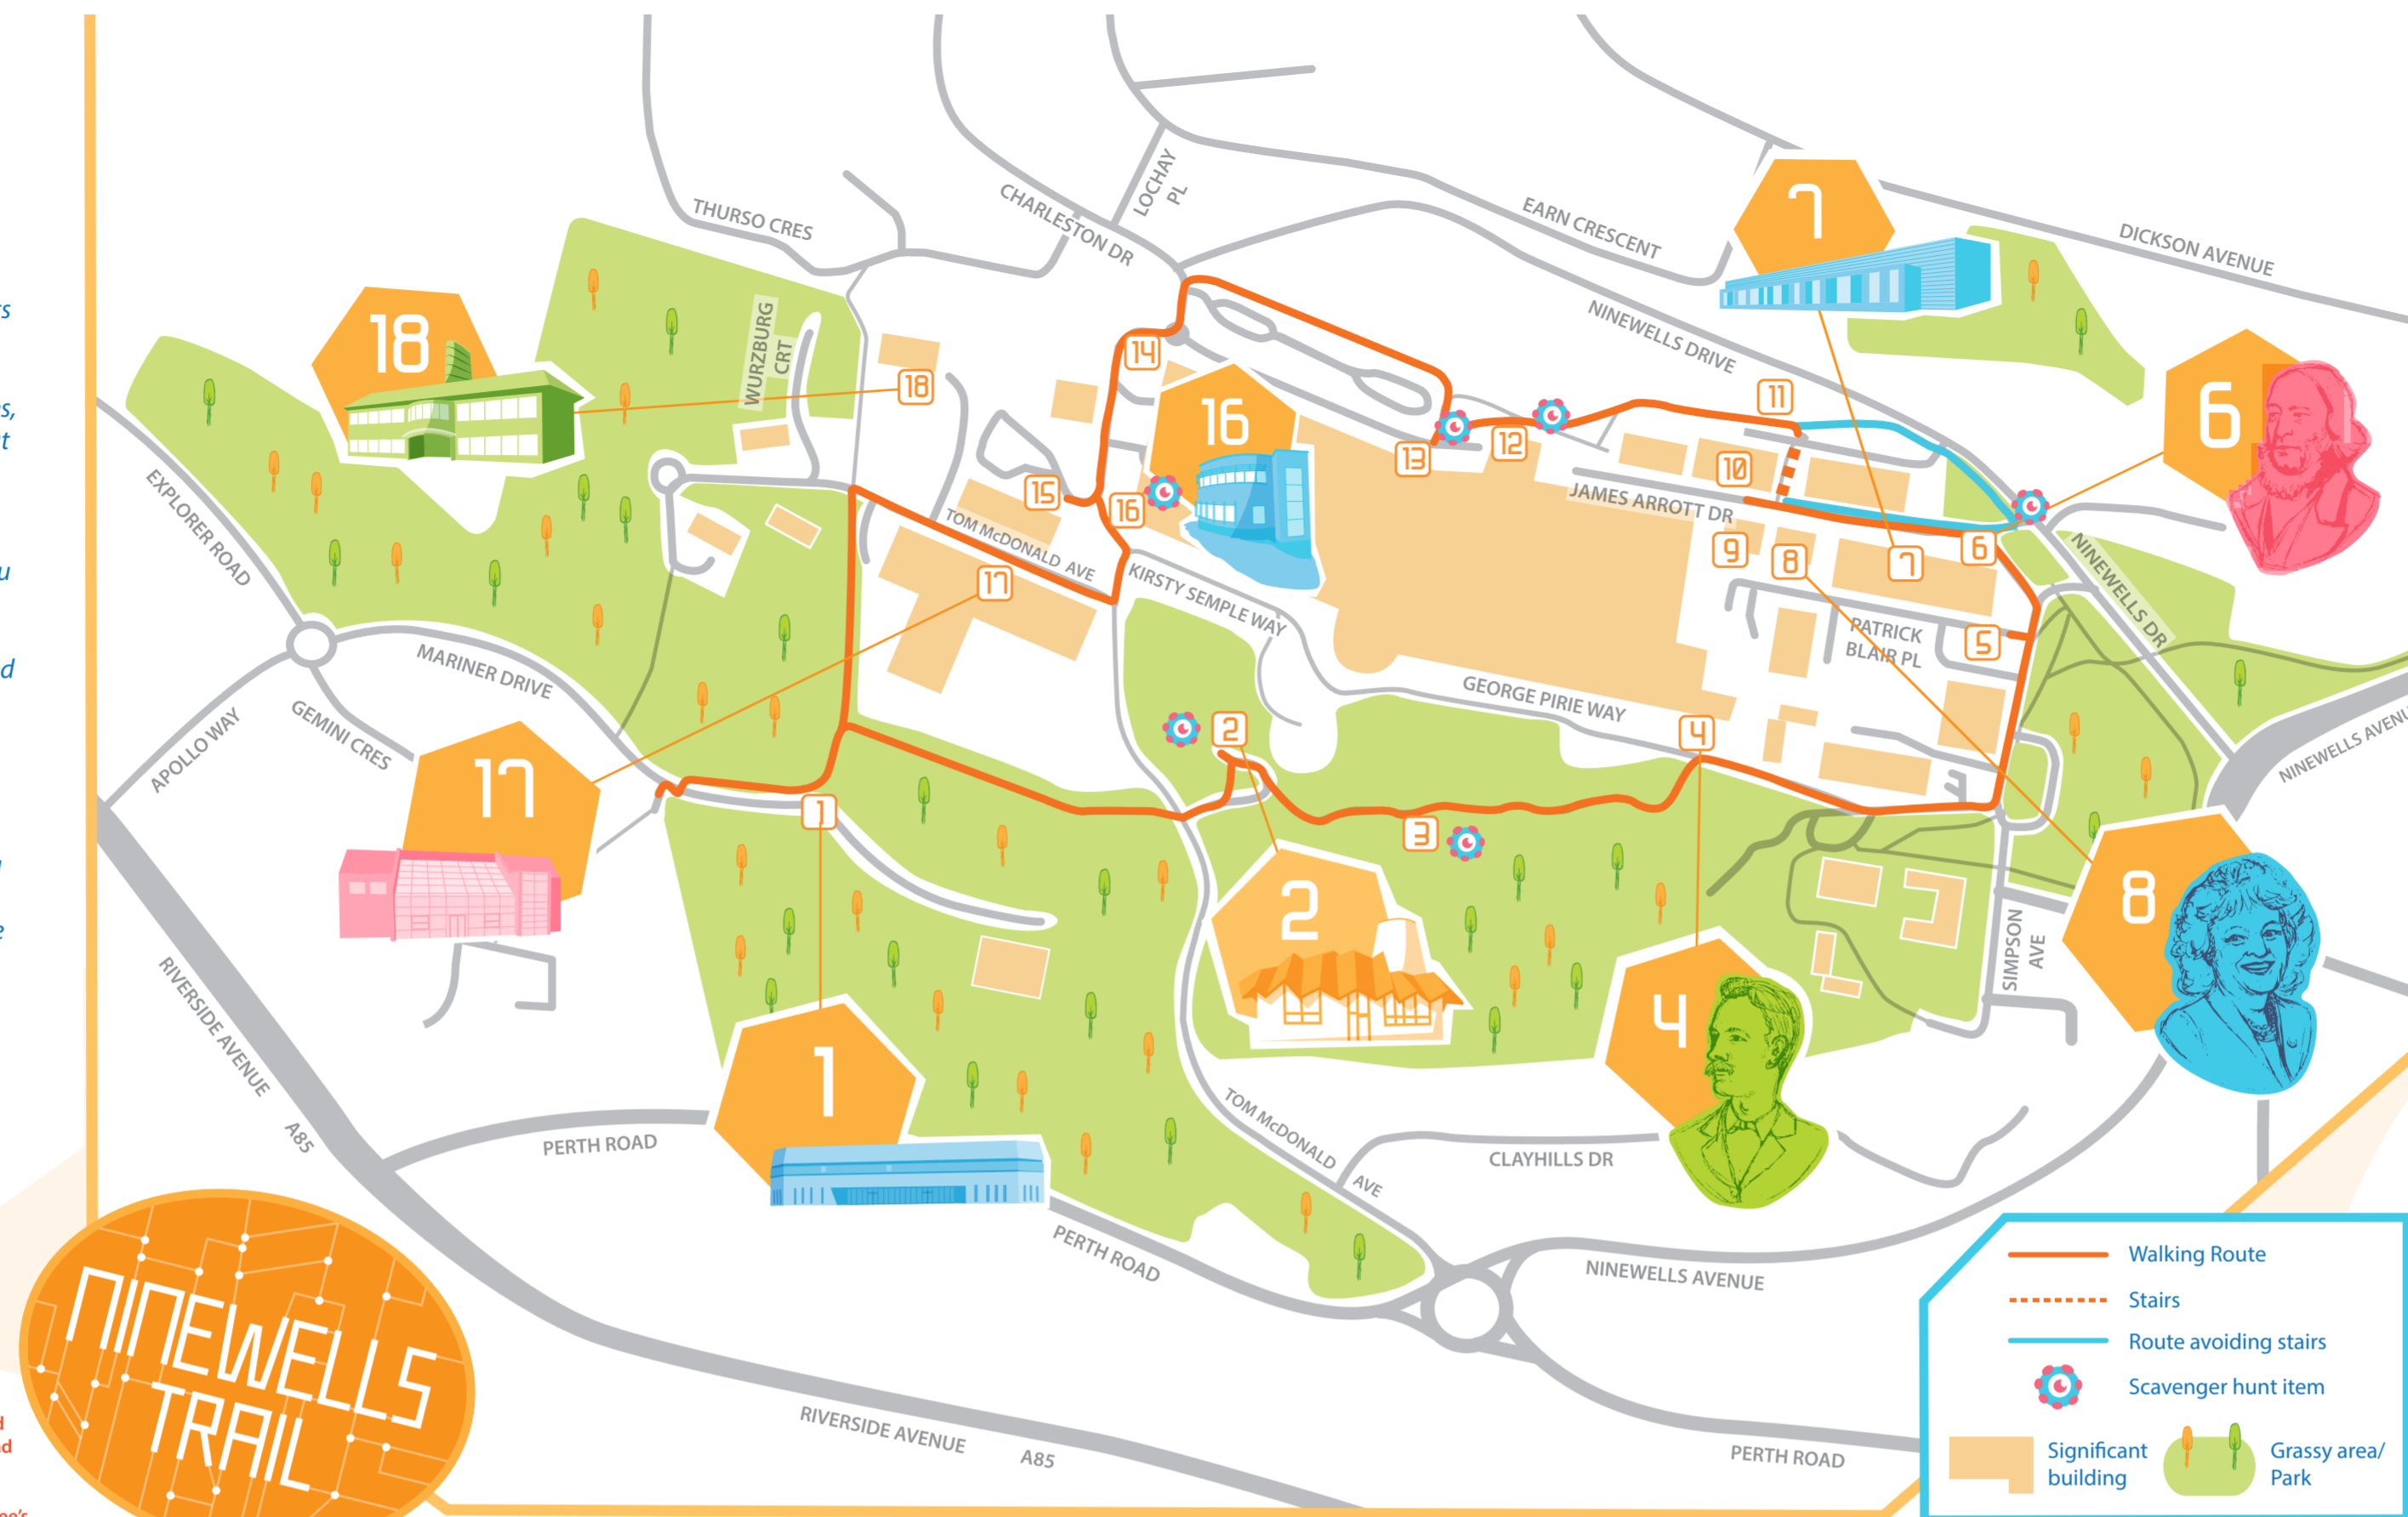 THURSO CRES
CHARLESTON DR
LOCHAY
PL
EARN CRESCENT
DICKSON AVENUE
NINEWELLS DRIVE
7
6
18
WURZBURG
CRT
18
14
16
11
12
13
10
15
16
JAMES ARROTT DR
9
8
7
6
NINEWELLS DR
TOM McDONALD AVE
17
KIRSTY SEMPLE WAY
PATRICK
BLAIR PL
5
EXPLORER ROAD
MARINER DRIVE
APOLLO WAY
GEMINI CRES
GEORGE PIRIE WAY
2
4
NINEWELLS AVENU
17
1
3
2
8
4
SIMPSON
AVE
1
RIVERSIDE AVENUE
A85
PERTH ROAD
TOM McDONALD
AVE
CLAYHILLS DR
PERTH ROAD
NINEWELLS AVENUE
RIVERSIDE AVENUE
A85
PERTH ROAD
NINEWELLS
TRAIL
Walking Route
Stairs
Route avoiding stairs
Scavenger hunt item
Significant
building
Grassy area/
Park